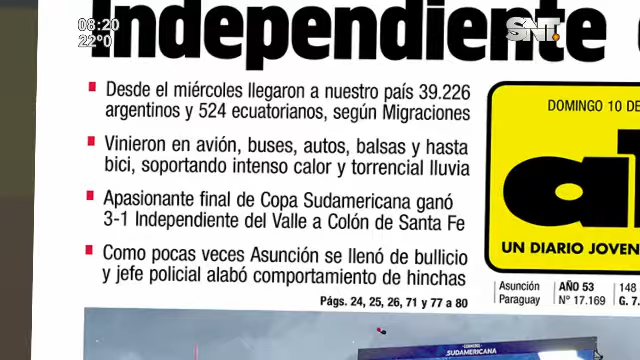 08:20
22°0
SNT.
Independiente
Desde el miércoles llegaron a nuestro país 39.226
argentinos y 524 ecuatorianos, según Migraciones
Vinieron en avión, buses, autos, balsas y hasta
bici, soportando intenso calor y torrencial lluvia
Apasionante final de Copa Sudamericana ganó
3-1 Independiente del Valle a Colón de Santa Fe
Como pocas veces Asunción se llenó de bullicio
y jefe policial alabó comportamiento de hinchas
Págs. 24, 25, 26, 71 y 77 a 80
DOMINGO 10 DE
UN DIARIO JOVEN
Asunción
Paraguay
AÑO 53
N° 17.169
148
G. 7.
SUDAMERICANA